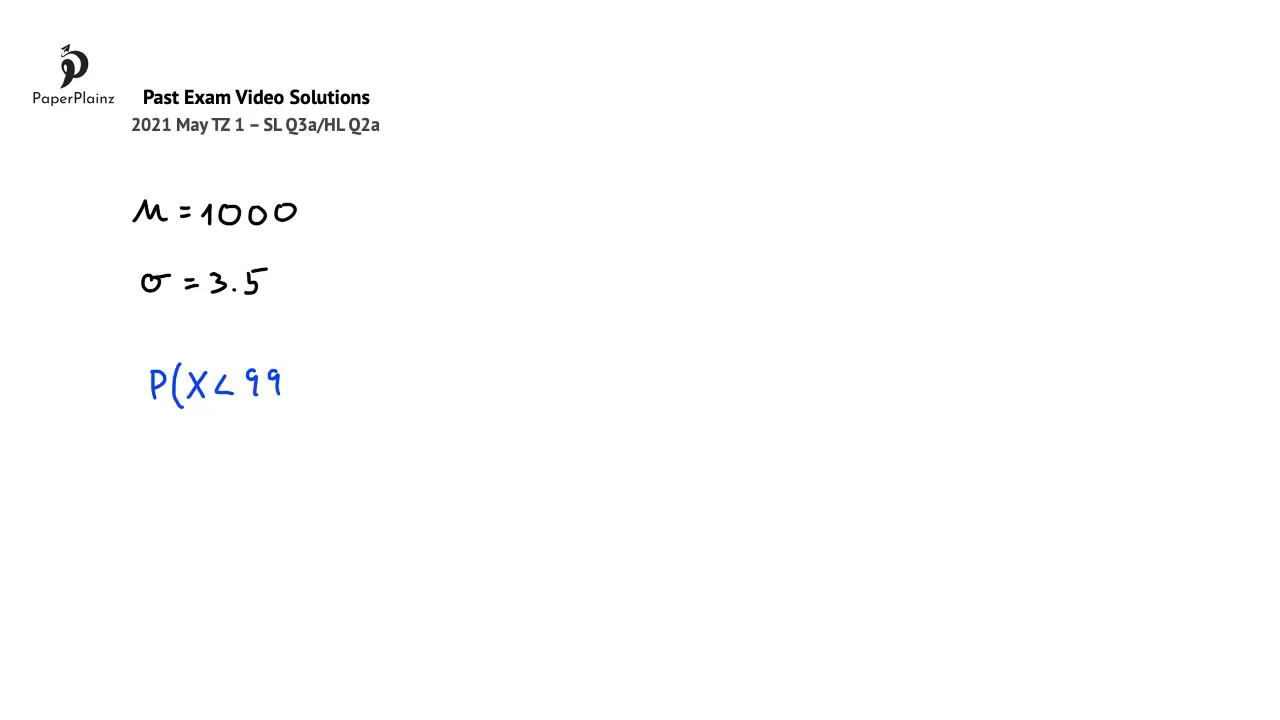 PaperPlainz
Past Exam Video Solutions
2021 May TZ 1 – SL Q3a/HL Q2a
μ = 1000
σ = 3.5
P(X < 99